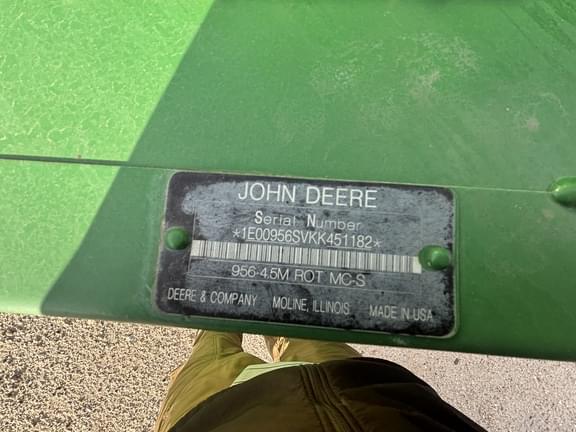 JOHN DEERE
Serial Number
*1E00956SVKK451182*
956-4.5M ROT MC-S
DEERE & COMPANY MOLINE, ILLINOIS MADE IN USA